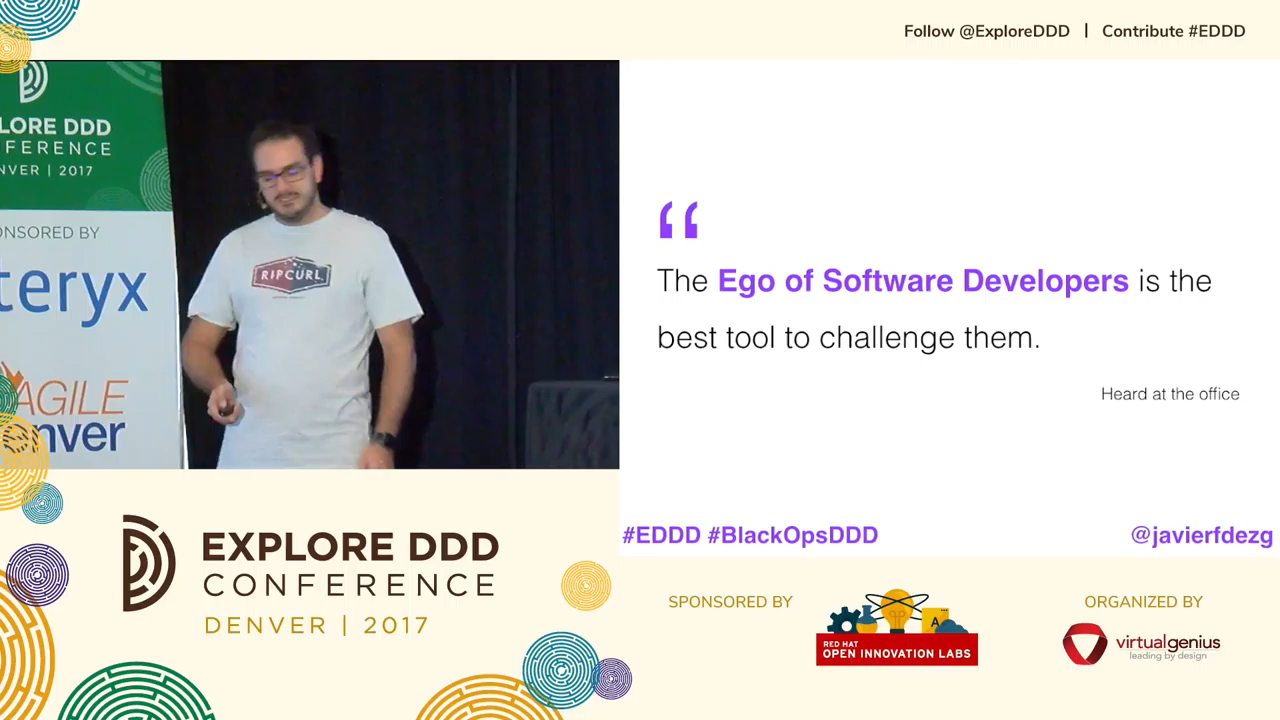 Follow @ExploreDDD | Contribute #EDDD
LORE DDD
FERENCE
NVER | 2017
ONSORED BY
teryx
AGILE
enver
RIPCURL
“
The Ego of Software Developers is the
best tool to challenge them.
Heard at the office
#EDDD #BlackOpsDDD
@javierfdezg
EXPLORE DDD
CONFERENCE
DENVER | 2017
SPONSORED BY
RED HAT
OPEN INNOVATION LABS
ORGANIZED BY
virtualgenius
leading by design